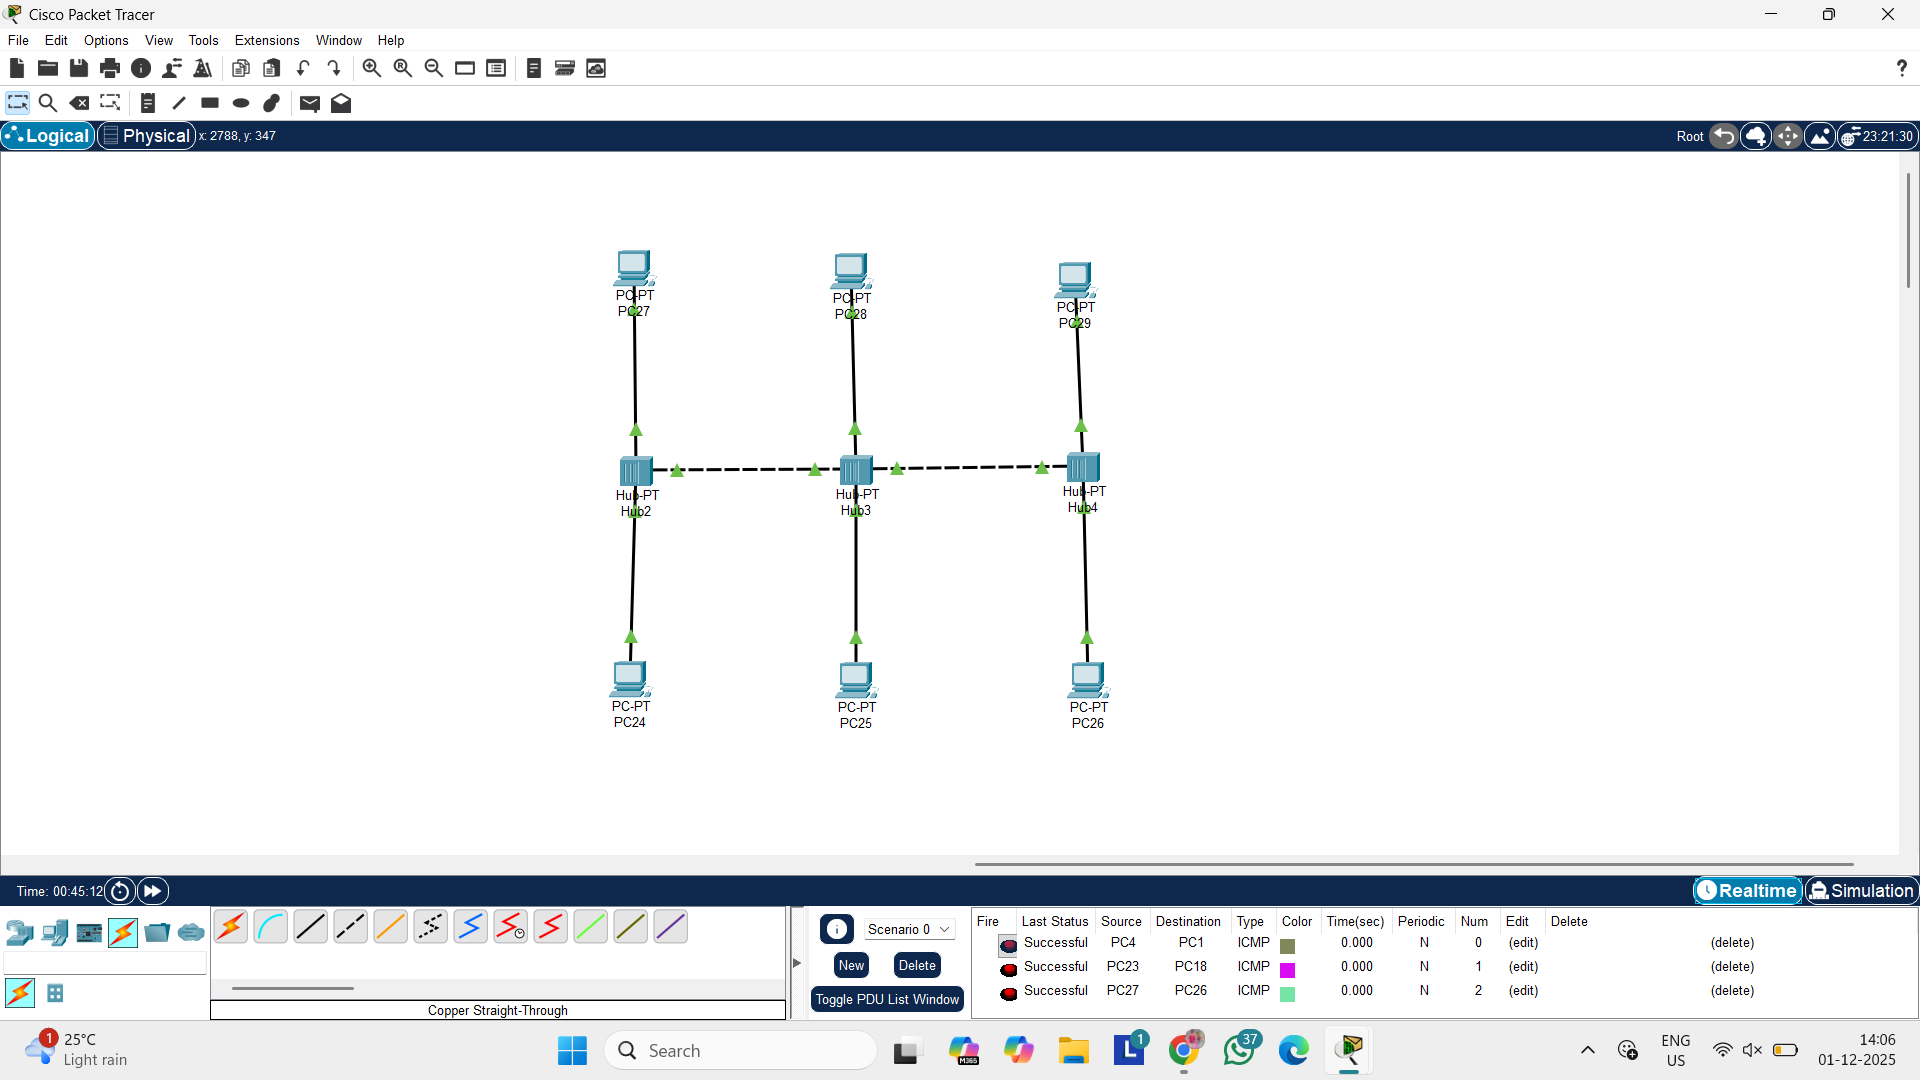 Cisco Packet Tracer
File Edit Options View Tools Extensions Window Help
Logical Physical x: 2788, y: 347 Root 23:21:30
PC-PT
PC27
PC-PT
PC28
PC-PT
PC29
Hub-PT
Hub2
Hub-PT
Hub3
Hub-PT
Hub4
PC-PT
PC24
PC-PT
PC25
PC-PT
PC26
Time: 00:45:12 Realtime Simulation
Copper Straight-Through
Scenario 0
New Delete
Toggle PDU List Window
Fire Last Status Source Destination Type Color Time(sec) Periodic Num Edit Delete
Successful PC4 PC1 ICMP 0.000 N 0 (edit) (delete)
Successful PC23 PC18 ICMP 0.000 N 1 (edit) (delete)
Successful PC27 PC26 ICMP 0.000 N 2 (edit) (delete)
1 25°C
Light rain
Search
M365
L 1
37
ENG
US
14:06
01-12-2025